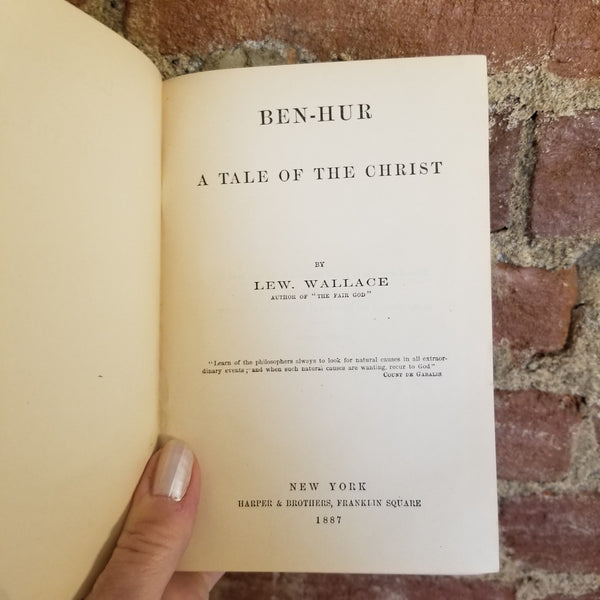 BEN-HUR
A TALE OF THE CHRIST
BY
LEW. WALLACE
AUTHOR OF "THE FAIR GOD"
"Learn of the philosophers always to look for natural causes in all extraor-
dinary events; and when such natural causes are wanting, recur to God"
COUNT DE GABALIS
NEW YORK
HARPER & BROTHERS, FRANKLIN SQUARE
1887